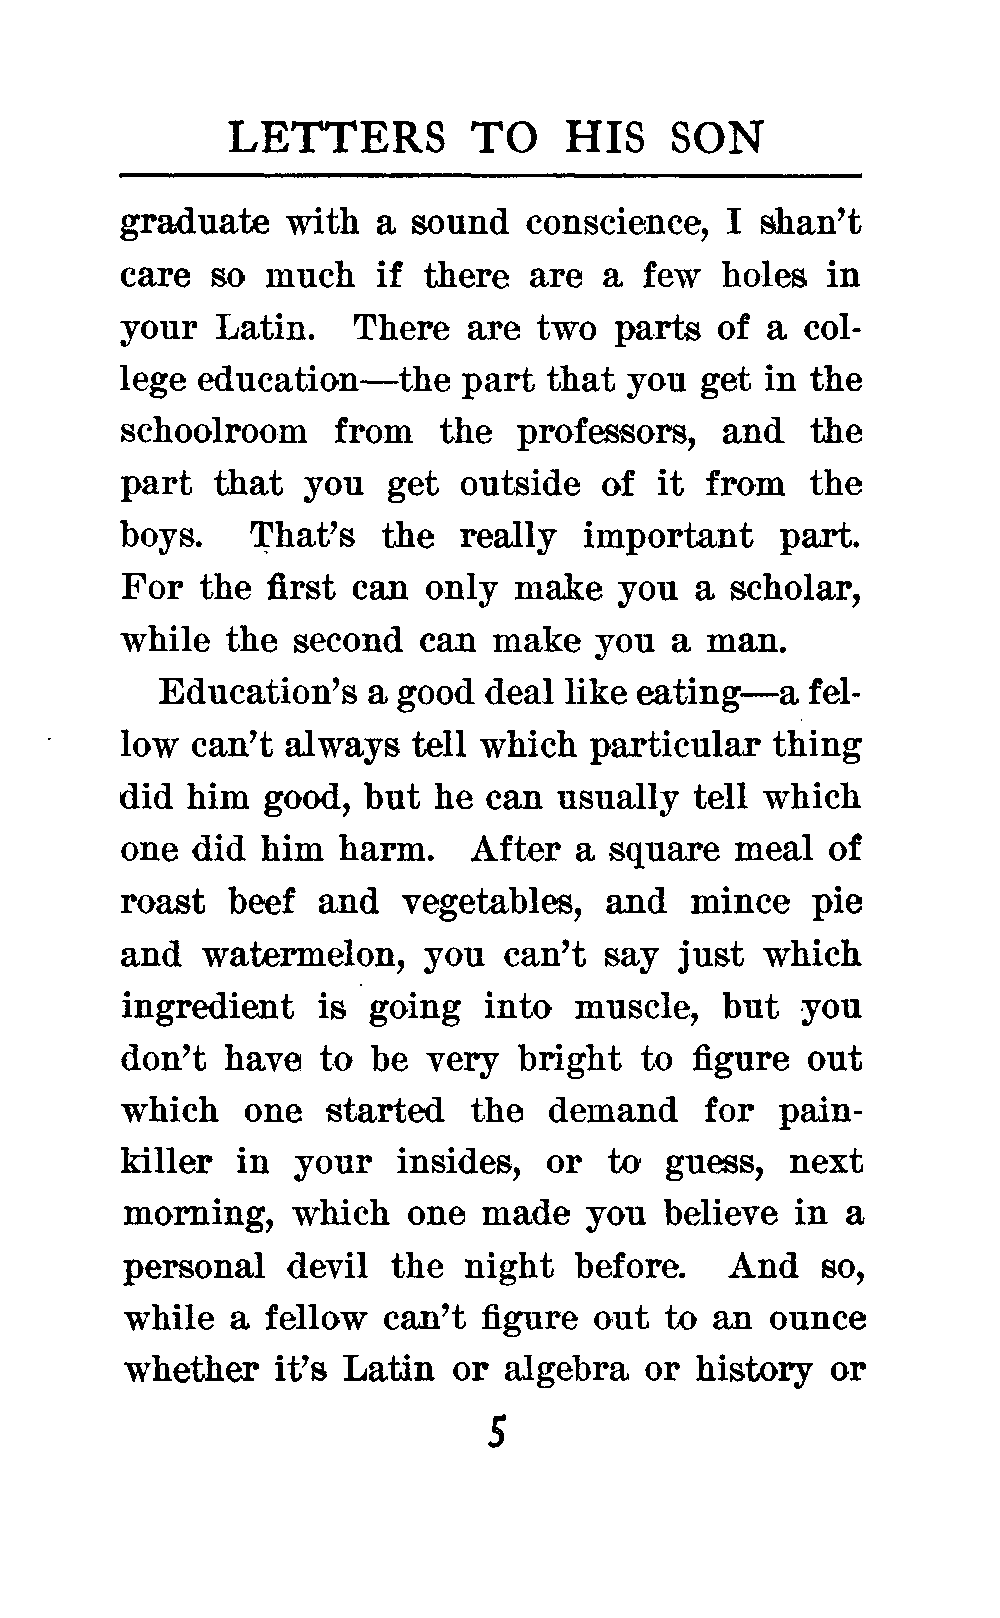 LETTERS TO HIS SON
graduate with a sound conscience, I shan't
care so much if there are a few holes in
your Latin. There are two parts of a col-
lege education—the part that you get in the
schoolroom from the professors, and the
part that you get outside of it from the
boys. That's the really important part.
For the first can only make you a scholar,
while the second can make you a man.
Education's a good deal like eating—a fel-
low can't always tell which particular thing
did him good, but he can usually tell which
one did him harm. After a square meal of
roast beef and vegetables, and mince pie
and watermelon, you can't say just which
ingredient is going into muscle, but you
don't have to be very bright to figure out
which one started the demand for pain-
killer in your insides, or to guess, next
morning, which one made you believe in a
personal devil the night before. And so,
while a fellow can't figure out to an ounce
whether it's Latin or algebra or history or
5